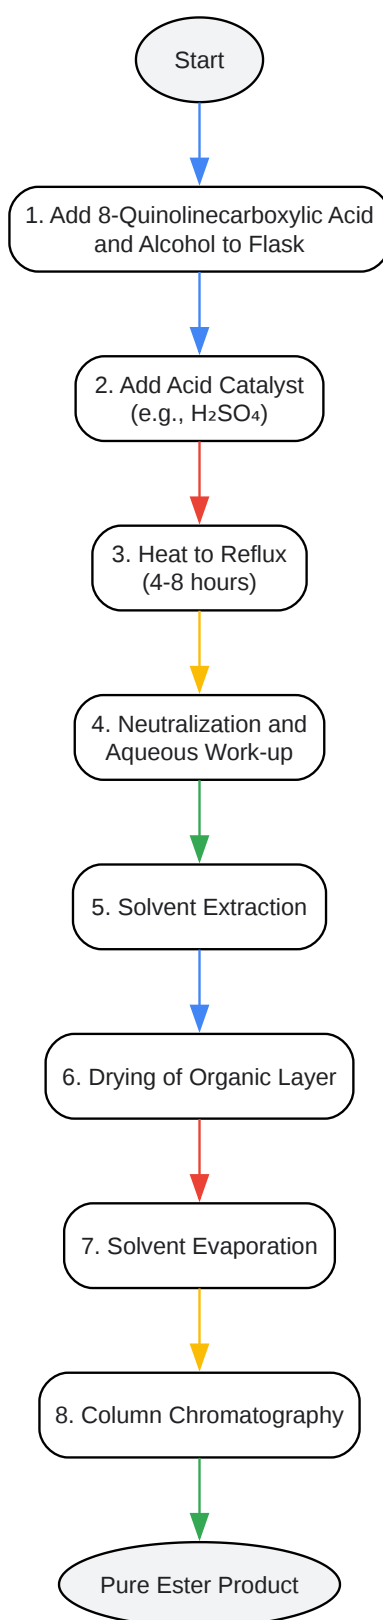 Start
1. Add 8-Quinolinecarboxylic Acid
and Alcohol to Flask
2. Add Acid Catalyst
(e.g., H₂SO₄)
3. Heat to Reflux
(4-8 hours)
4. Neutralization and
Aqueous Work-up
5. Solvent Extraction
6. Drying of Organic Layer
7. Solvent Evaporation
8. Column Chromatography
Pure Ester Product